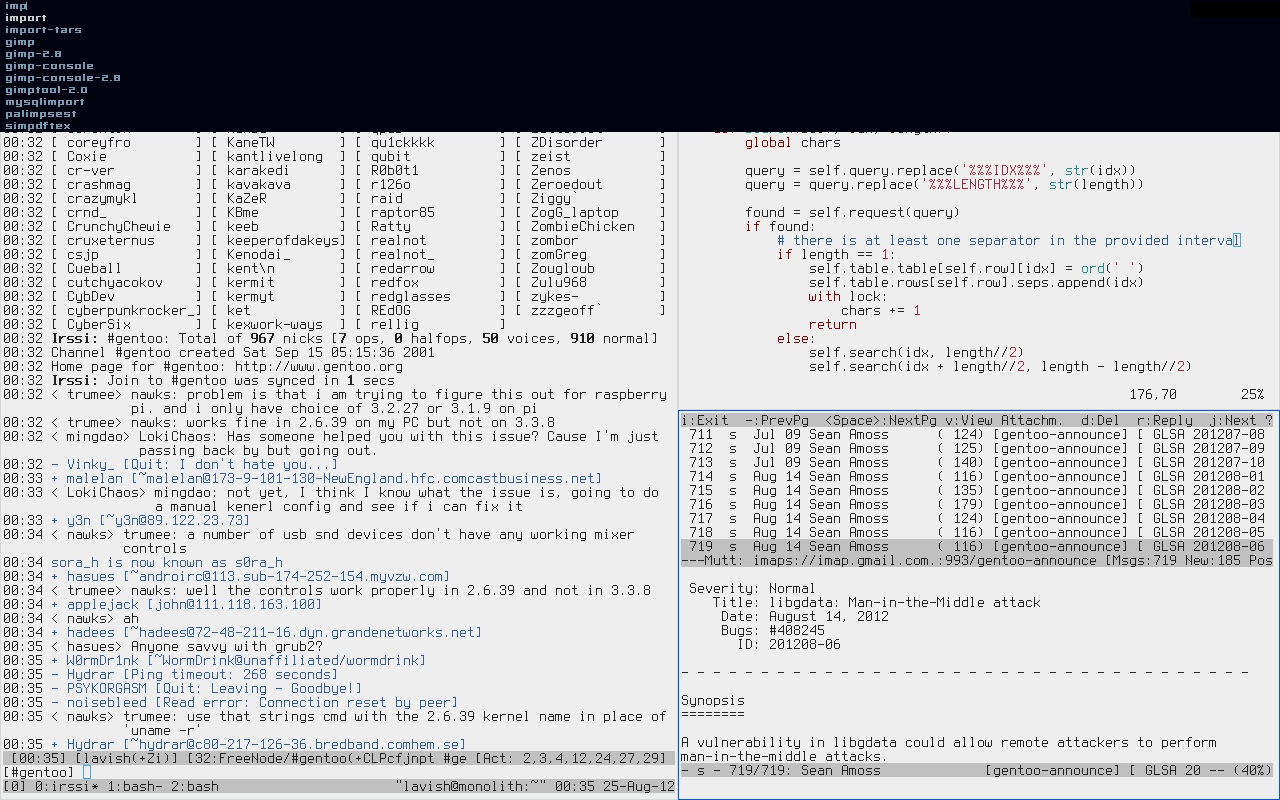 imp
import
import-tars
gimp
gimp-2.8
gimp-console
gimp-console-2.8
gimptool-2.0
mysqlimport
palimpsest
simpdftex
00:32 [ coreyfro ] [ KaneTW ] [ qu1ckkkk ] [ ZDisorder ]
00:32 [ Coxie ] [ kantlivelong ] [ qubit ] [ zeist ]
00:32 [ cr-ver ] [ karakedi ] [ R0b0t1 ] [ Zenos ]
00:32 [ crashmag ] [ kavakava ] [ r126o ] [ Zeroedout ]
00:32 [ crazymykl ] [ KaZeR ] [ raid ] [ Ziggy` ]
00:32 [ crnd_ ] [ KBme ] [ raptor85 ] [ ZogG_laptop ]
00:32 [ CrunchyChewie ] [ keeb ] [ Ratty ] [ ZombieChicken ]
00:32 [ cruxeternus ] [ keeperofdakeys] [ realnot ] [ zombor ]
00:32 [ csjp ] [ Kenodai_ ] [ realnot_ ] [ zomGreg ]
00:32 [ Cueball ] [ kent\n ] [ redarrow ] [ Zougloub ]
00:32 [ cutchyacokov ] [ kermit ] [ redfox ] [ Zulu968 ]
00:32 [ CybDev ] [ kermyt ] [ redglasses ] [ zykes- ]
00:32 [ cyberpunkrocker_] [ ket ] [ REdOG ] [ zzzgeoff` ]
00:32 [ CyberSix ] [ kexwork-ways ] [ rellig ]
00:32 Irssi: #gentoo: Total of 967 nicks [7 ops, 0 halfops, 50 voices, 910 normal]
00:32 Channel #gentoo created Sat Sep 15 05:15:36 2001
00:32 Home page for #gentoo: http://www.gentoo.org
00:32 Irssi: Join to #gentoo was synced in 1 secs
00:32 < trumee> nawks: problem is that i am trying to figure this out for raspberry
pi. and i only have choice of 3.2.27 or 3.1.9 on pi
00:32 < trumee> nawks: works fine in 2.6.39 on my PC but not on 3.3.8
00:32 < mingdao> LokiChaos: Has someone helped you with this issue? Cause I'm just
passing back by but going out.
00:32 - Vinky_ [Quit: I don't hate you...]
00:33 + malelan [~malelan@173-9-101-130-NewEngland.hfc.comcastbusiness.net]
00:33 < LokiChaos> mingdao: not yet, I think I know what the issue is, going to do
a manual kenerl config and see if i can fix it
00:33 + y3n [~y3n@89.122.23.73]
00:34 < nawks> trumee: a number of usb snd devices don't have any working mixer
controls
00:34 sora_h is now known as s0ra_h
00:34 + hasues [~androirc@113.sub-174-252-154.myvzw.com]
00:34 < trumee> nawks: well the controls work properly in 2.6.39 and not in 3.3.8
00:34 + applejack [john@111.118.163.100]
00:34 < nawks> ah
00:34 + hadees [~hadees@72-48-211-16.dyn.grandenetworks.net]
00:35 < hasues> Anyone savvy with grub2?
00:35 + W0rmDr1nk [~WormDrink@unaffiliated/wormdrink]
00:35 - Hydrar [Ping timeout: 268 seconds]
00:35 - PSYKORGASM [Quit: Leaving - Goodbye!]
00:35 - noisebleed [Read error: Connection reset by peer]
00:35 < nawks> trumee: use that strings cmd with the 2.6.39 kernel name in place of
'uname -r'
00:35 + Hydrar [~hydrar@c80-217-126-36.bredband.comhem.se]
[00:35] [lavish(+Zi)] [32:FreeNode/#gentoo(+CLPcfjnpt #ge [Act: 2,3,4,12,24,27,29]
[#gentoo]
[0] 0:irssi* 1:bash- 2:bash "lavish@monolith:~" 00:35 25-Aug-12
global chars
query = self.query.replace('%%%IDX%%%', str(idx))
query = query.replace('%%%LENGTH%%%', str(length))
found = self.request(query)
if found:
# there is at least one separator in the provided interval
if length == 1:
self.table.table[self.row][idx] = ord(' ')
self.table.rows[self.row].seps.append(idx)
with lock:
chars += 1
return
else:
self.search(idx, length//2)
self.search(idx + length//2, length - length//2)
176,70 25%
i:Exit -:PrevPg <Space>:NextPg v:View Attachm. d:Del r:Reply j:Next ?
711 s Jul 09 Sean Amoss ( 124) [gentoo-announce] [ GLSA 201207-08
712 s Jul 09 Sean Amoss ( 125) [gentoo-announce] [ GLSA 201207-09
713 s Jul 09 Sean Amoss ( 140) [gentoo-announce] [ GLSA 201207-10
714 s Aug 14 Sean Amoss ( 116) [gentoo-announce] [ GLSA 201208-01
715 s Aug 14 Sean Amoss ( 135) [gentoo-announce] [ GLSA 201208-02
716 s Aug 14 Sean Amoss ( 179) [gentoo-announce] [ GLSA 201208-03
717 s Aug 14 Sean Amoss ( 124) [gentoo-announce] [ GLSA 201208-04
718 s Aug 14 Sean Amoss ( 116) [gentoo-announce] [ GLSA 201208-05
719 s Aug 14 Sean Amoss ( 116) [gentoo-announce] [ GLSA 201208-06
---Mutt: imaps://imap.gmail.com.:993/gentoo-announce [Msgs:719 New:185 Pos
Severity: Normal
Title: libgdata: Man-in-the-Middle attack
Date: August 14, 2012
Bugs: #408245
ID: 201208-06
- - - - - - - - - - - - - - - - - - - - - - - - - - - - - - - - - - - -
Synopsis
========
A vulnerability in libgdata could allow remote attackers to perform
man-in-the-middle attacks.
- s - 719/719: Sean Amoss [gentoo-announce] [ GLSA 20 -- (40%)